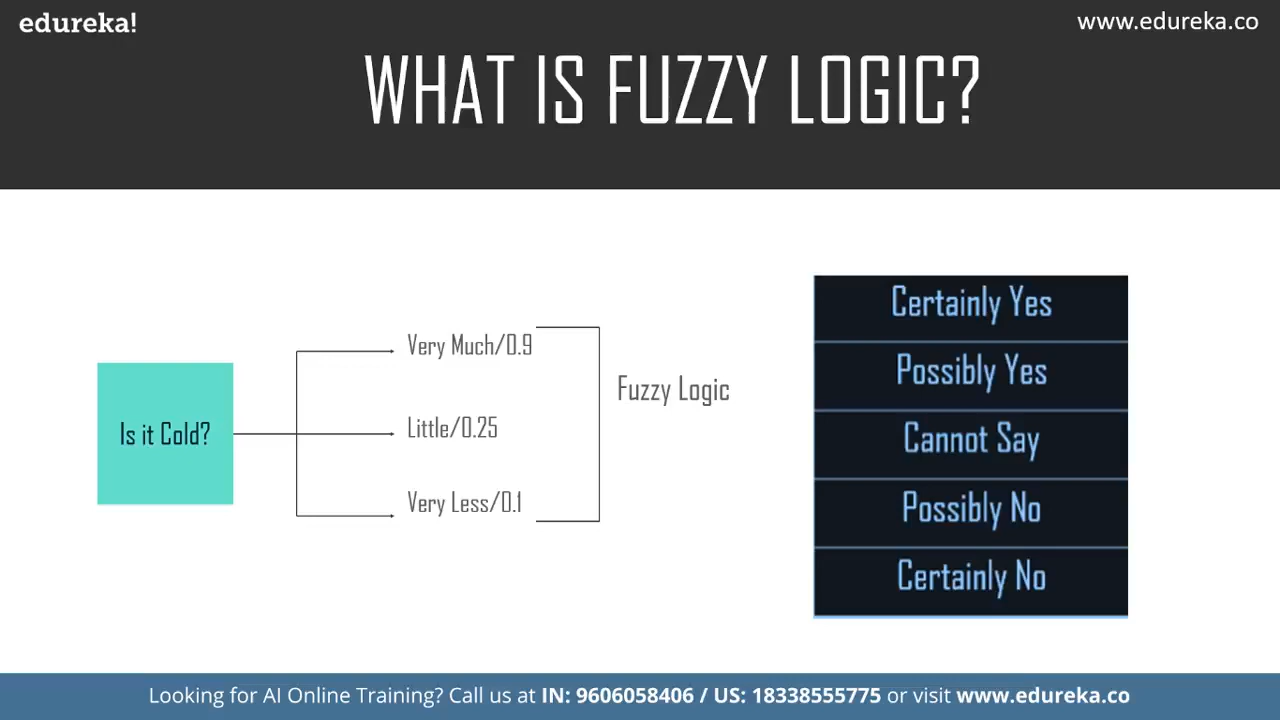 edureka!
www.edureka.co
WHAT IS FUZZY LOGIC?
Is it Cold?
Very Much/0.9
Little/0.25
Very Less/0.1
Fuzzy Logic
Certainly Yes
Possibly Yes
Cannot Say
Possibly No
Certainly No
Looking for AI Online Training? Call us at IN: 9606058406 / US: 18338555775 or visit www.edureka.co